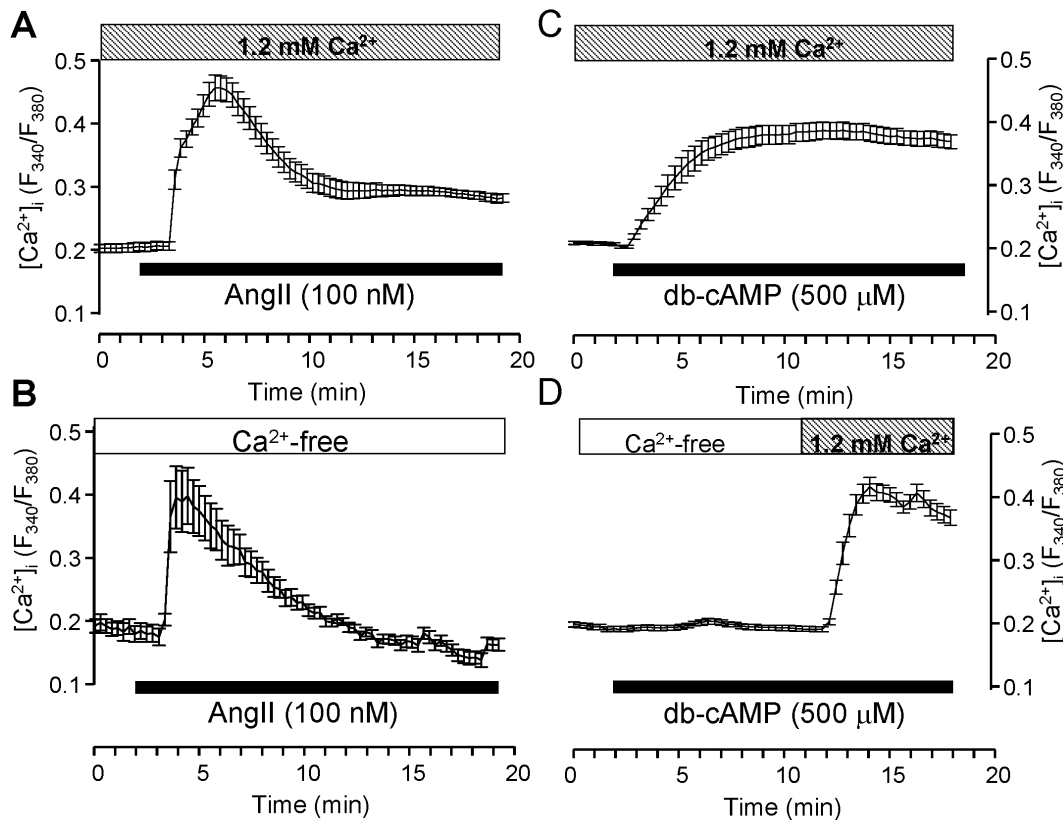 A
1.2 mM Ca²⁺
[Ca²⁺]ᵢ (F₃₄₀/F₃₈₀)
0.5
0.4
0.3
0.2
0.1
AngII (100 nM)
0 5 10 15 20
Time (min)
C
1.2 mM Ca²⁺
[Ca²⁺]ᵢ (F₃₄₀/F₃₈₀)
0.5
0.4
0.3
0.2
0.1
db-cAMP (500 μM)
0 5 10 15 20
Time (min)
B
Ca²⁺-free
[Ca²⁺]ᵢ (F₃₄₀/F₃₈₀)
0.5
0.4
0.3
0.2
0.1
AngII (100 nM)
0 5 10 15 20
Time (min)
D
Ca²⁺-free
1.2 mM Ca²⁺
[Ca²⁺]ᵢ (F₃₄₀/F₃₈₀)
0.5
0.4
0.3
0.2
0.1
db-cAMP (500 μM)
0 5 10 15 20
Time (min)